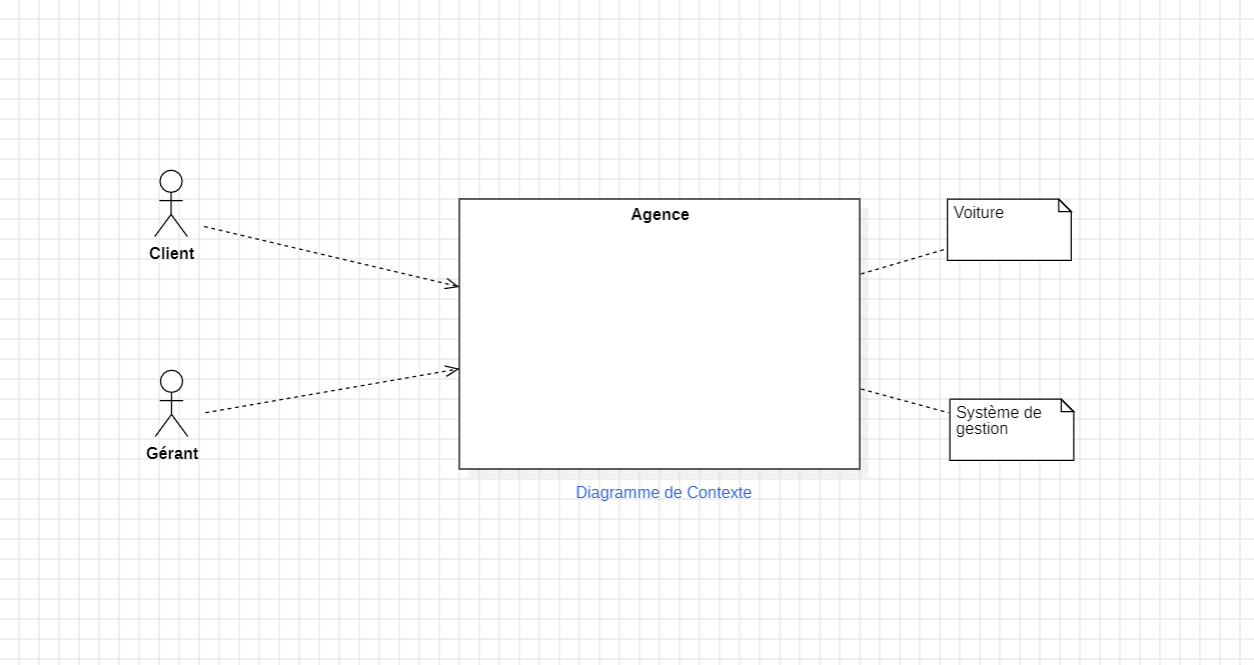 Agence
Voiture
Client
Système de
gestion
Gérant
Diagramme de Contexte